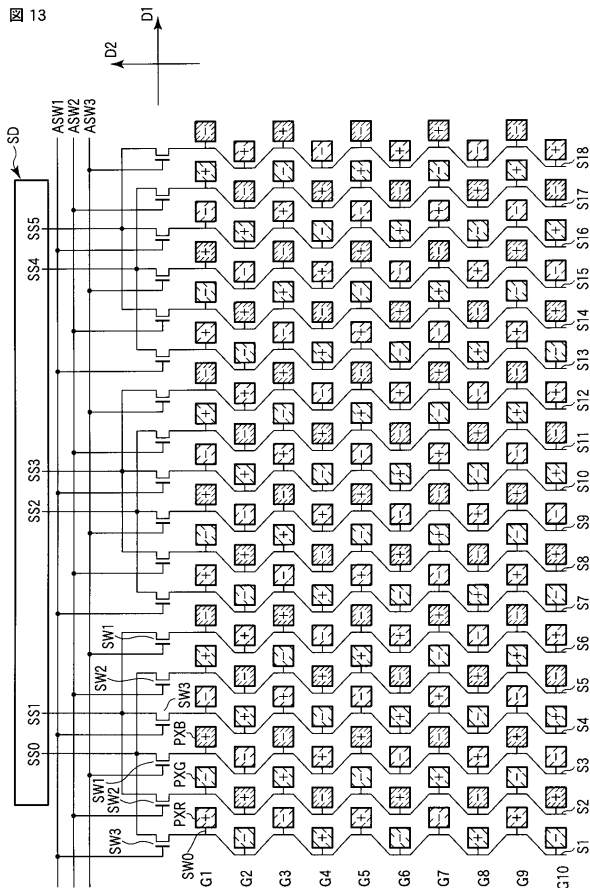 図 13
D1
D2
SD
ASW1
ASW2
ASW3
SS0
SS1
SS2
SS3
SS4
SS5
SW3
SW2
SW1
SW3
SW2
SW1
SW0
PXR
PXG
PXB
G1
G2
G3
G4
G5
G6
G7
G8
G9
G10
S1
S2
S3
S4
S5
S6
S7
S8
S9
S10
S11
S12
S13
S14
S15
S16
S17
S18